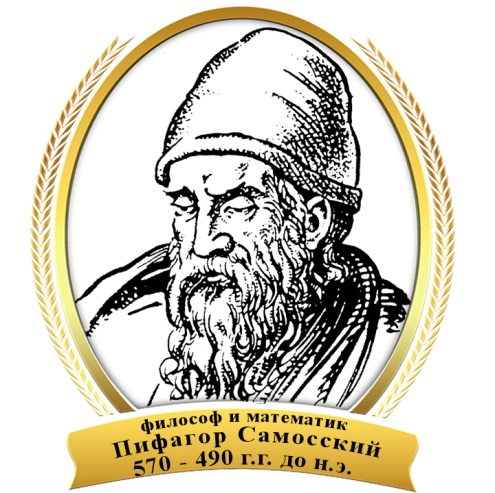 философ и математик
Пифагор Самосский
570 - 490 г.г. до н.э.